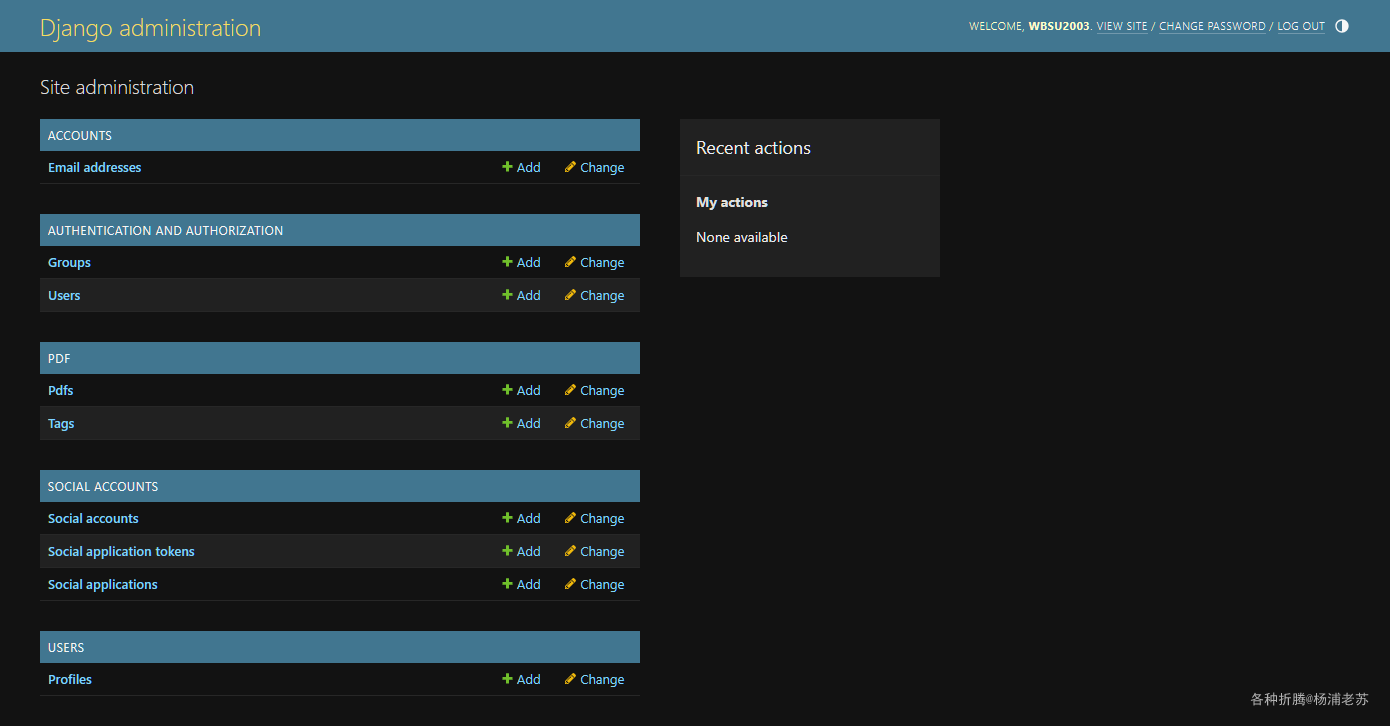 Django administration
WELCOME, WBSU2003. VIEW SITE / CHANGE PASSWORD / LOG OUT
Site administration
ACCOUNTS
Email addresses Add Change
AUTHENTICATION AND AUTHORIZATION
Groups Add Change
Users Add Change
PDF
Pdfs Add Change
Tags Add Change
SOCIAL ACCOUNTS
Social accounts Add Change
Social application tokens Add Change
Social applications Add Change
USERS
Profiles Add Change
Recent actions
My actions
None available
各种折腾@杨浦老苏